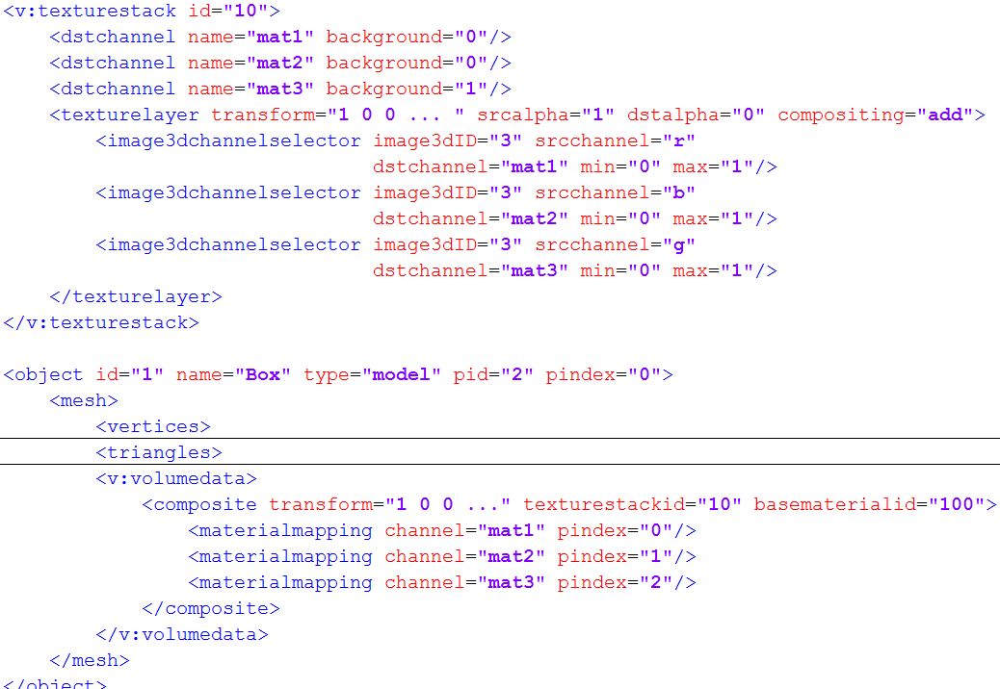 <v:texturestack id="10">
    <dstchannel name="mat1" background="0"/>
    <dstchannel name="mat2" background="0"/>
    <dstchannel name="mat3" background="1"/>
    <texturelayer transform="1 0 0 ... " srcalpha="1" dstalpha="0" compositing="add">
        <image3dchannelselector image3dID="3" srcchannel="r"
                                dstchannel="mat1" min="0" max="1"/>
        <image3dchannelselector image3dID="3" srcchannel="b"
                                dstchannel="mat2" min="0" max="1"/>
        <image3dchannelselector image3dID="3" srcchannel="g"
                                dstchannel="mat3" min="0" max="1"/>
    </texturelayer>
</v:texturestack>

<object id="1" name="Box" type="model" pid="2" pindex="0">
    <mesh>
        <vertices>
        <triangles>
        <v:volumedata>
            <composite transform="1 0 0 ..." texturestackid="10" basematerialid="100">
                <materialmapping channel="mat1" pindex="0"/>
                <materialmapping channel="mat2" pindex="1"/>
                <materialmapping channel="mat3" pindex="2"/>
            </composite>
        </v:volumedata>
    </mesh>
</object>